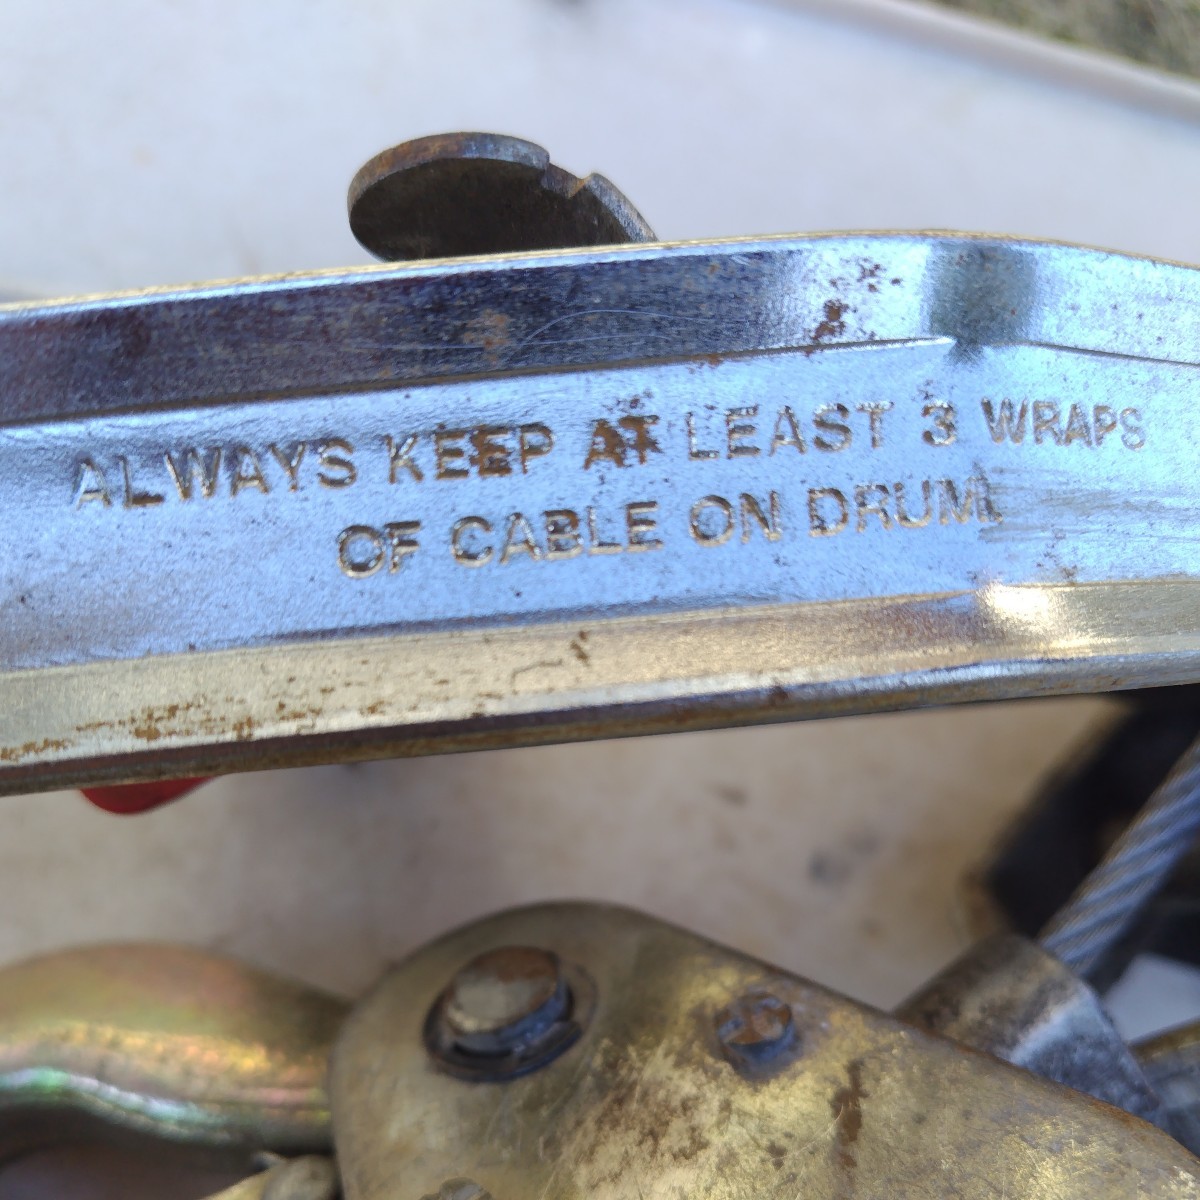 ALWAYS KEEP AT LEAST 3 WRAPS
OF CABLE ON DRUM.